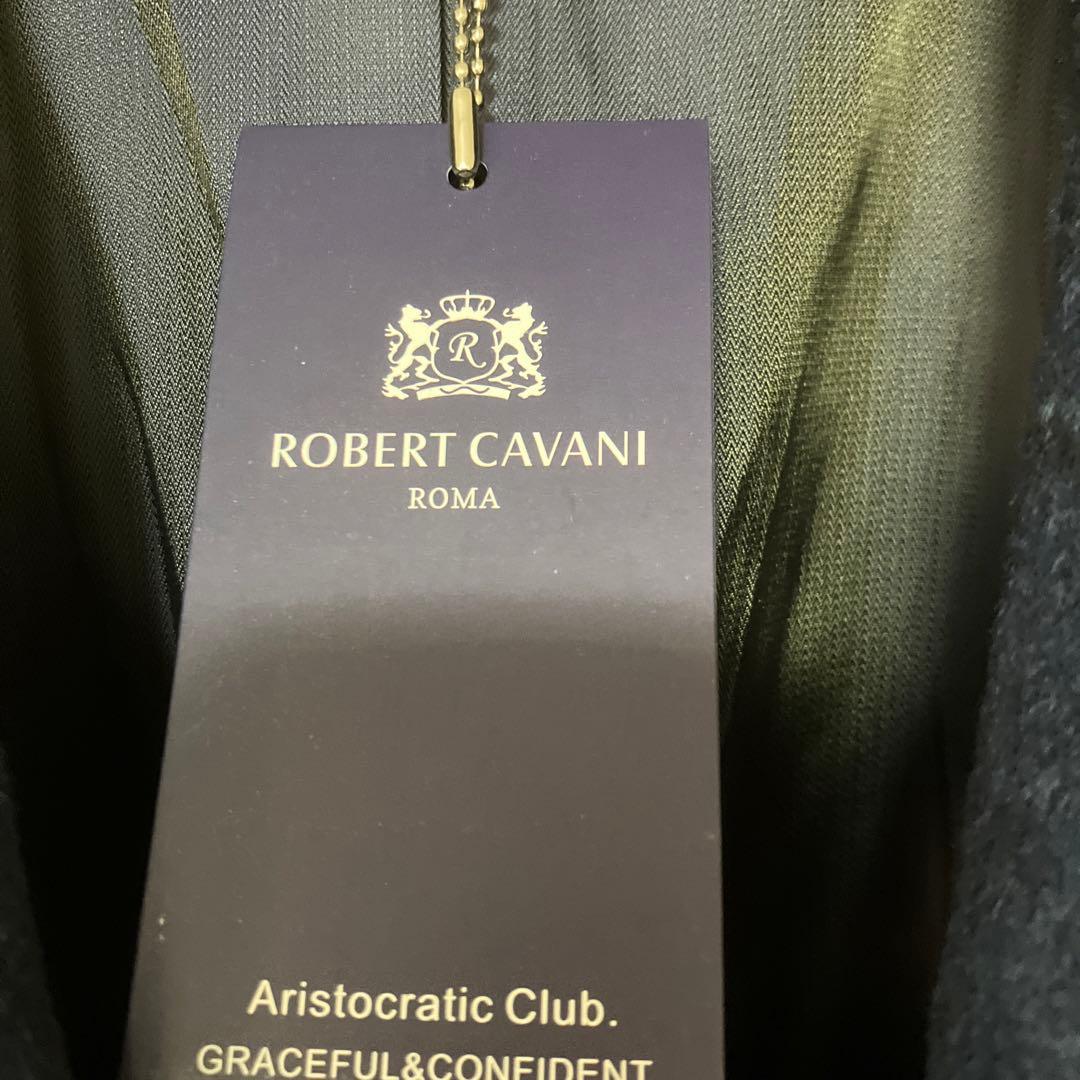 R
ROBERT CAVANI
ROMA
Aristocratic Club.
GRACEFUL&CONFIDENT